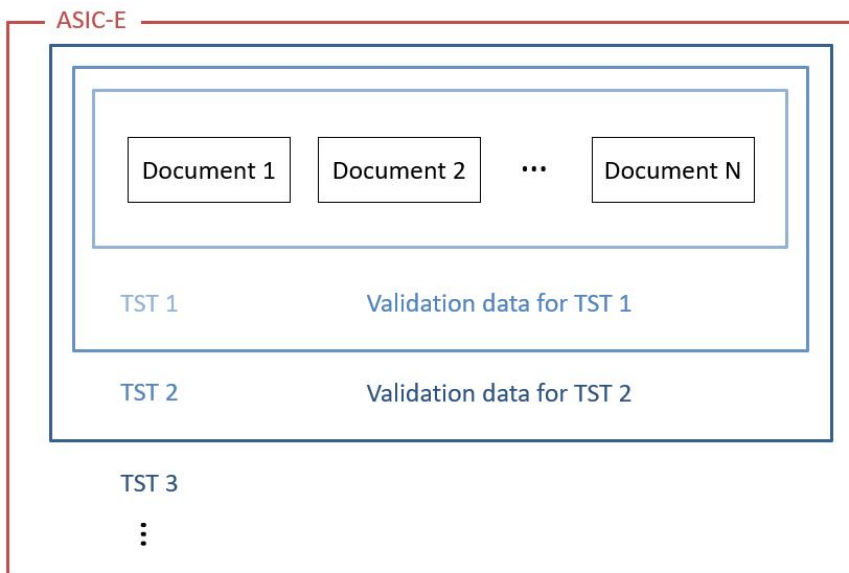 ASIC-E
Document 1 Document 2 ... Document N
TST 1 Validation data for TST 1
TST 2 Validation data for TST 2
TST 3
⋮